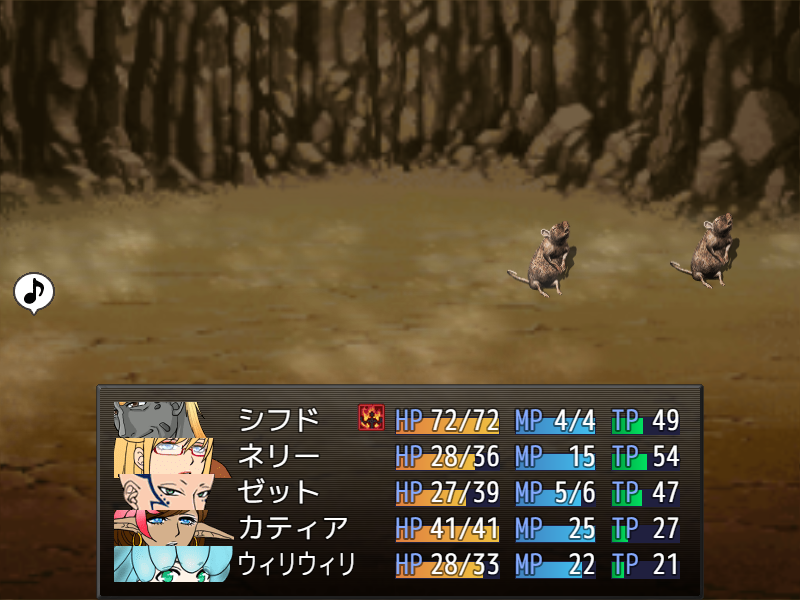 シフド HP 72/72 MP 4/4 TP 49
ネリー HP 28/36 MP 15 TP 54
ゼット HP 27/39 MP 5/6 TP 47
カティア HP 41/41 MP 25 TP 27
ウィリウィリ HP 28/33 MP 22 TP 21